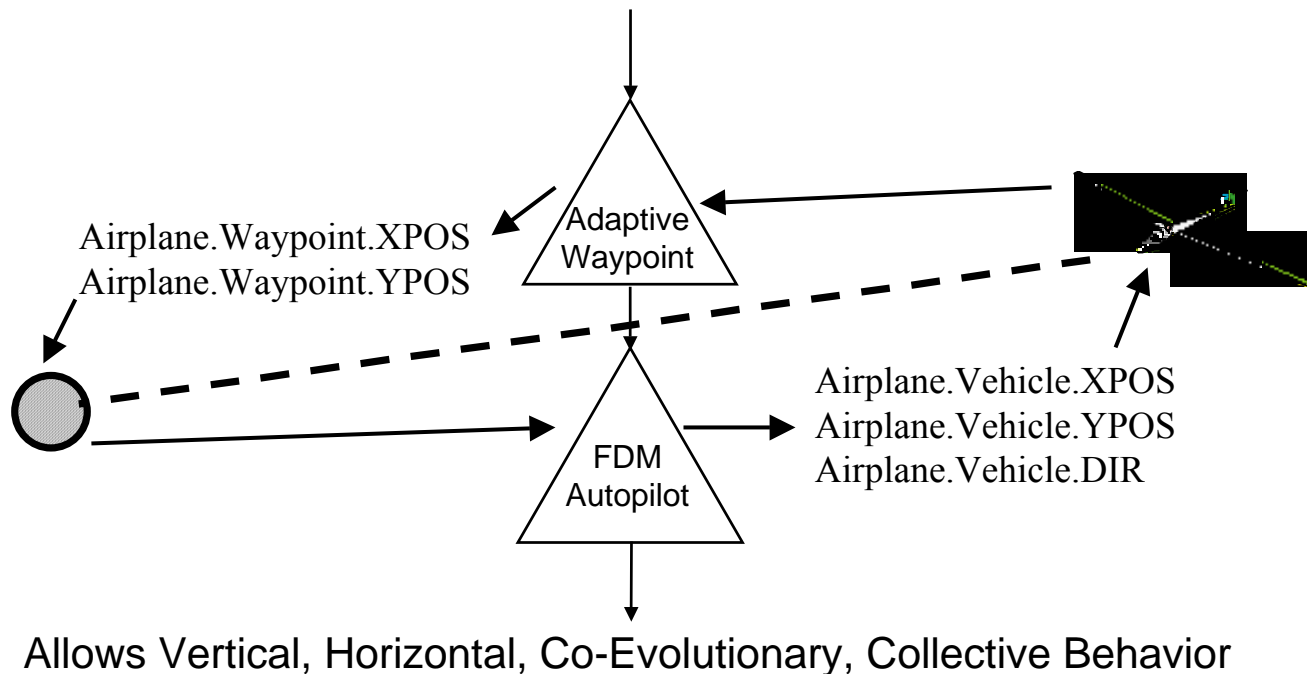 Adaptive
Waypoint
Airplane.Waypoint.XPOS
Airplane.Waypoint.YPOS
Airplane.Vehicle.XPOS
Airplane.Vehicle.YPOS
Airplane.Vehicle.DIR
FDM
Autopilot
Allows Vertical, Horizontal, Co-Evolutionary, Collective Behavior